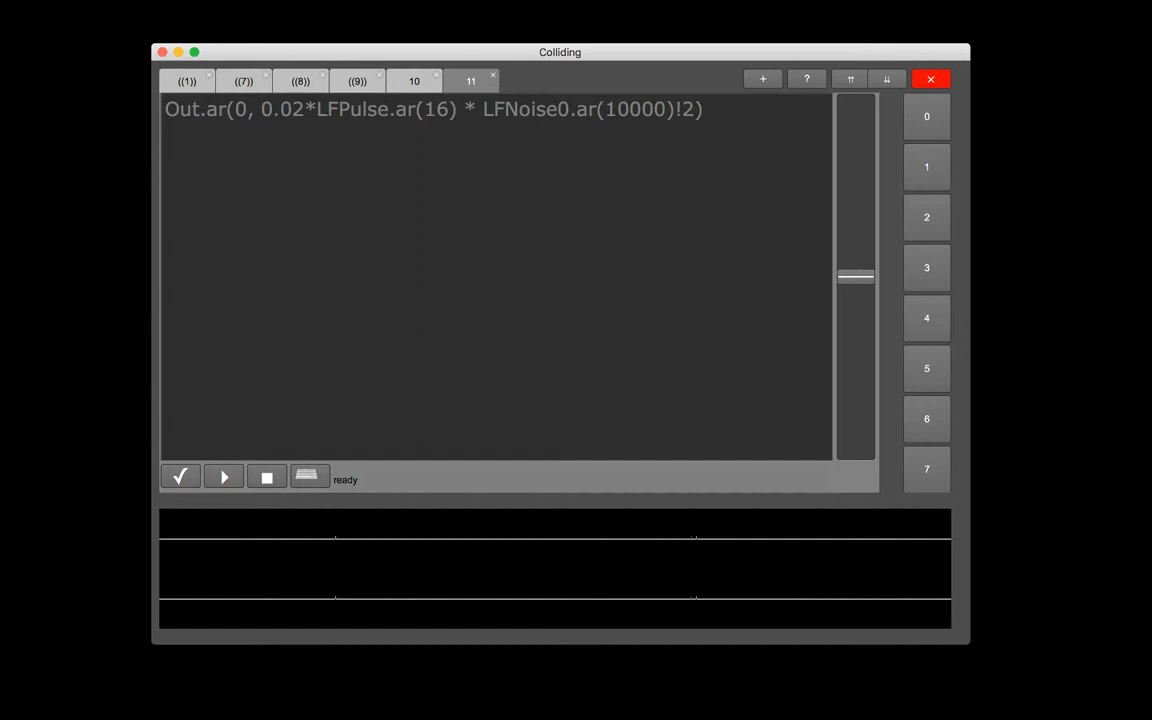 Colliding
((1)) ((7)) ((8)) ((9)) 10 11 + ?
Out.ar(0, 0.02*LFPulse.ar(16) * LFNoise0.ar(10000)!2)
0
1
2
3
4
5
6
7
ready